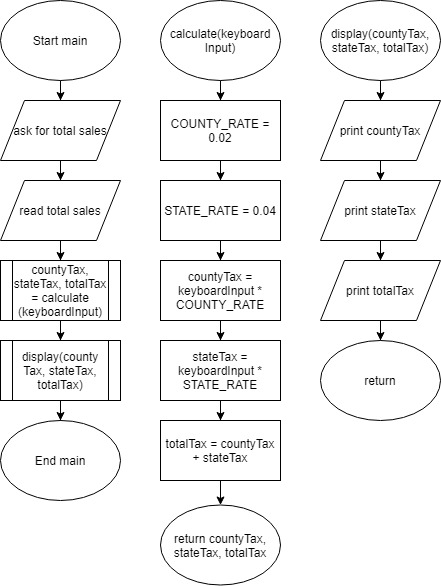 Start main
ask for total sales
read total sales
countyTax,
stateTax, totalTax
= calculate
(keyboardInput)
display(county
Tax, stateTax,
totalTax)
End main
calculate(keyboard
Input)
COUNTY_RATE =
0.02
STATE_RATE = 0.04
countyTax =
keyboardInput *
COUNTY_RATE
stateTax =
keyboardInput *
STATE_RATE
totalTax = countyTax
+ stateTax
return countyTax,
stateTax, totalTax
display(countyTax,
stateTax, totalTax)
print countyTax
print stateTax
print totalTax
return